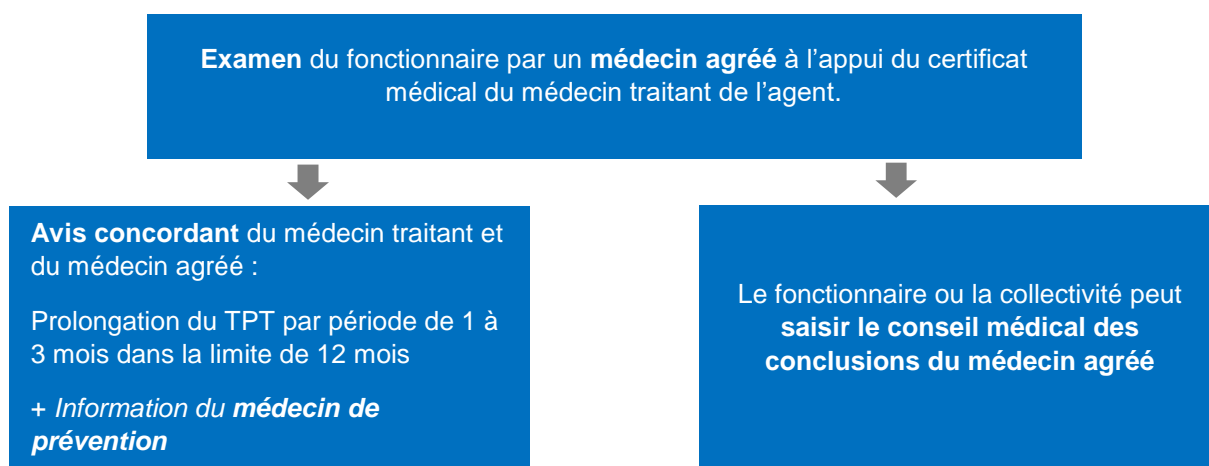 Examen du fonctionnaire par un médecin agréé à l’appui du certificat
médical du médecin traitant de l’agent.
Avis concordant du médecin traitant et
du médecin agréé :
Prolongation du TPT par période de 1 à
3 mois dans la limite de 12 mois
+ Information du médecin de
prévention
Le fonctionnaire ou la collectivité peut
saisir le conseil médical des
conclusions du médecin agréé